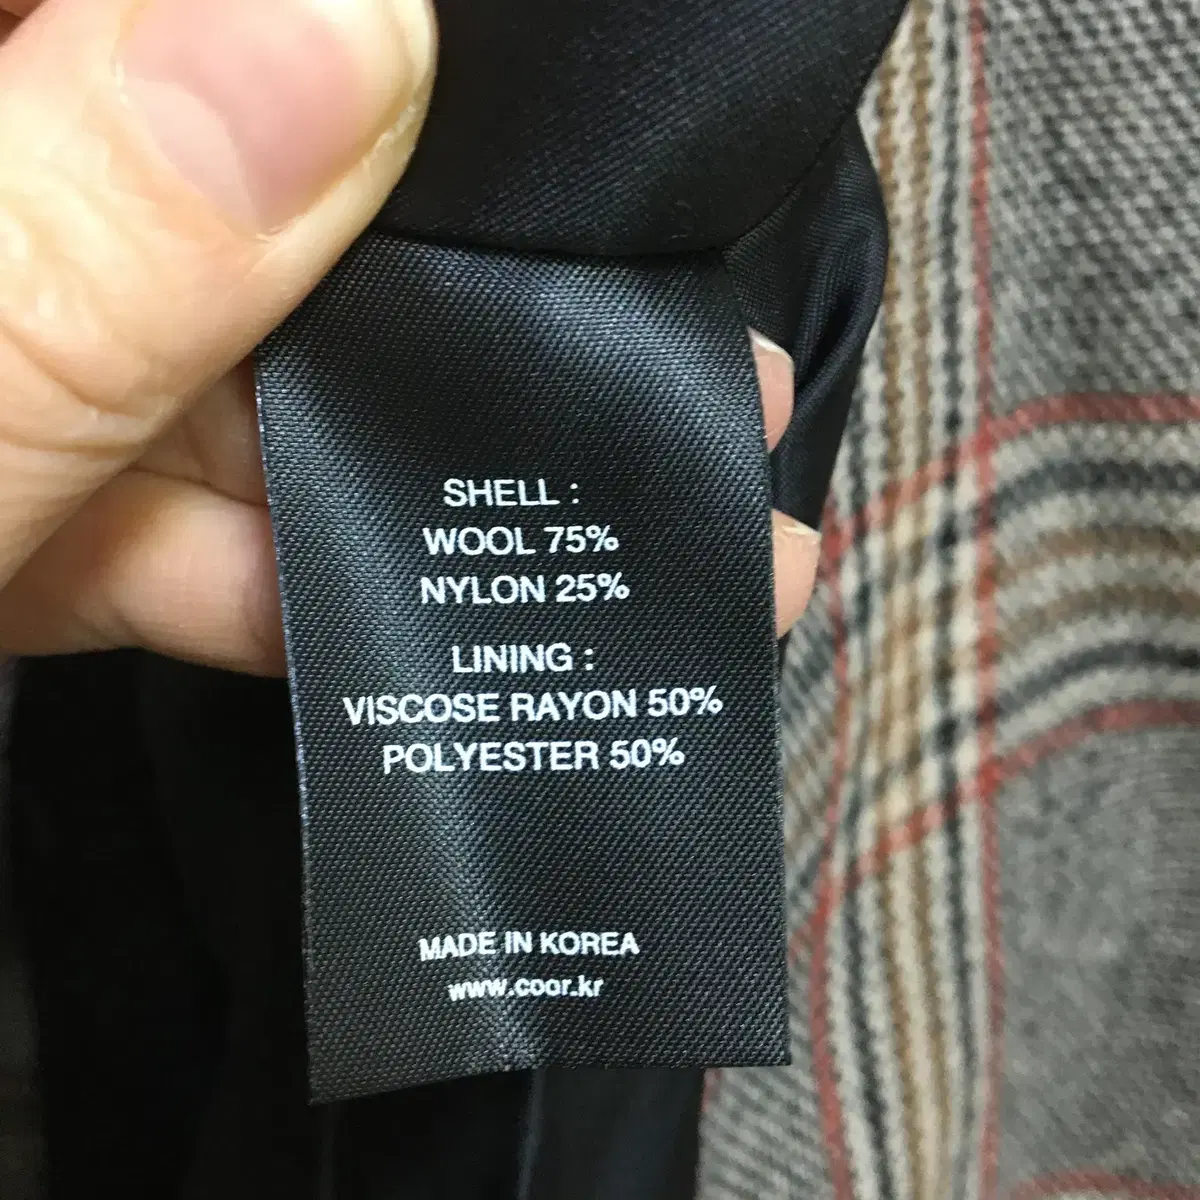 SHELL :
WOOL 75%
NYLON 25%
LINING :
VISCOSE RAYON 50%
POLYESTER 50%
MADE IN KOREA
www.coor.kr